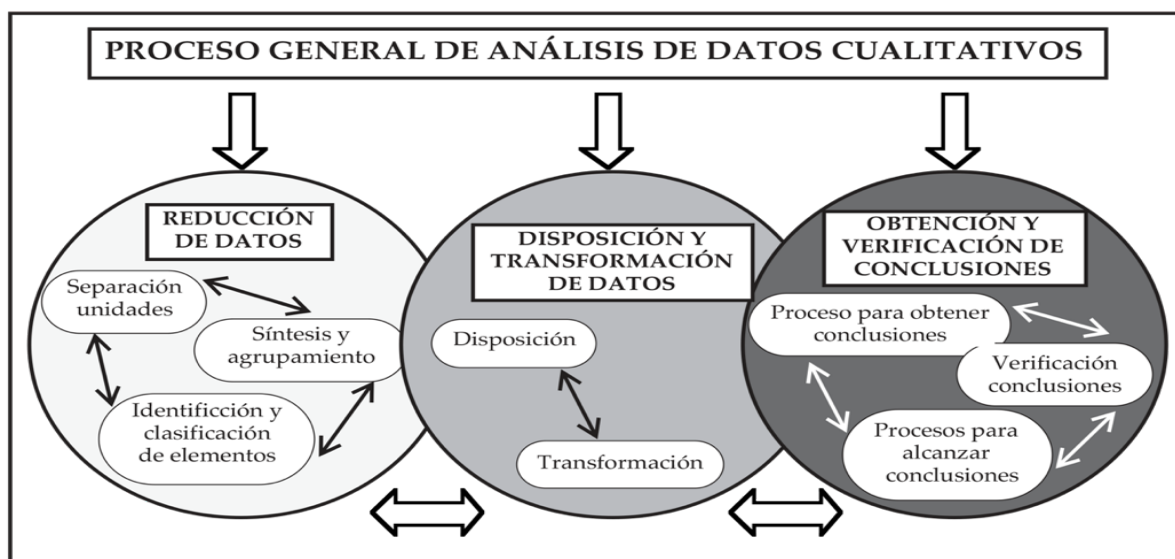 PROCESO GENERAL DE ANÁLISIS DE DATOS CUALITATIVOS
REDUCCIÓN
DE DATOS
Separación
unidades
Síntesis y
agrupamiento
Identificción y
clasificación
de elementos
DISPOSICIÓN Y
TRANSFORMACIÓN
DE DATOS
Disposición
Transformación
OBTENCIÓN Y
VERIFICACIÓN DE
CONCLUSIONES
Proceso para obtener
conclusiones
Verificación
conclusiones
Procesos para
alcanzar
conclusiones